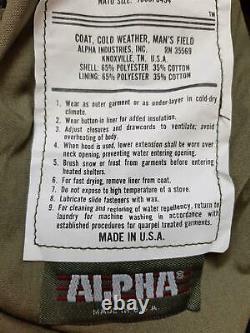 NATO SIZE: 7080/9454
TM
COAT, COLD WEATHER, MAN'S FIELD
ALPHA INDUSTRIES, INC. RN 35569
KNOXVILLE, TN. U.S.A.
SHELL: 65% POLYESTER 35% COTTON
LINING: 65% POLYESTER 35% COTTON
1. Wear as outer garment or as under-layer in cold-dry
climate.
2. Wear button-in liner for added insulation.
3. Adjust closures and drawcords to ventilate; avoid
overheating of body.
4. When hood is used, lower extension shall be worn over
neck opening, preventing water entering opening.
5. Brush snow or frost from garments before entering
heated shelters.
6. For fast drying, remove liner from coat.
7. Do not expose to high temperature of a stove.
8. Lubricate slide fasteners with wax.
9. For cleaning and regaining of water repellency, return to
laundry for machine washing in accordance with
established procedures for quarpel treated garments.
MADE IN U.S.A.
ALPHA®
MADE IN U.S.A.